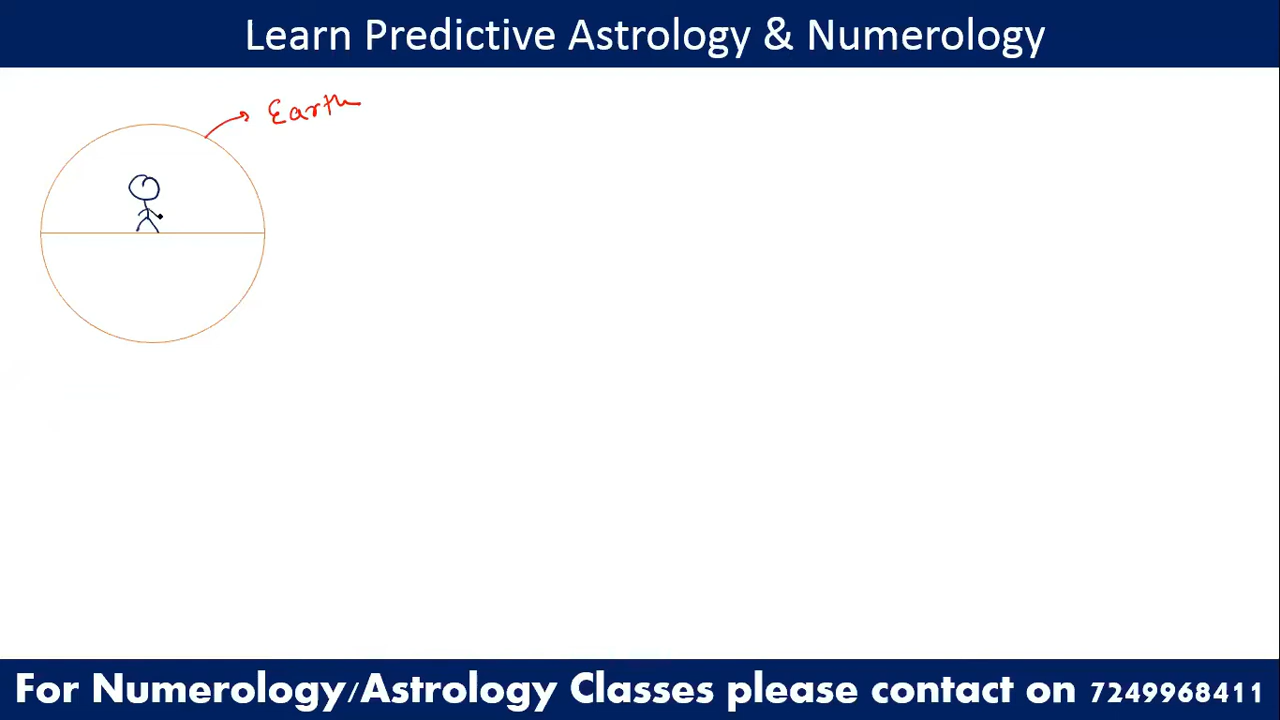 Learn Predictive Astrology & Numerology
Earth
For Numerology/Astrology Classes please contact on 7249968411